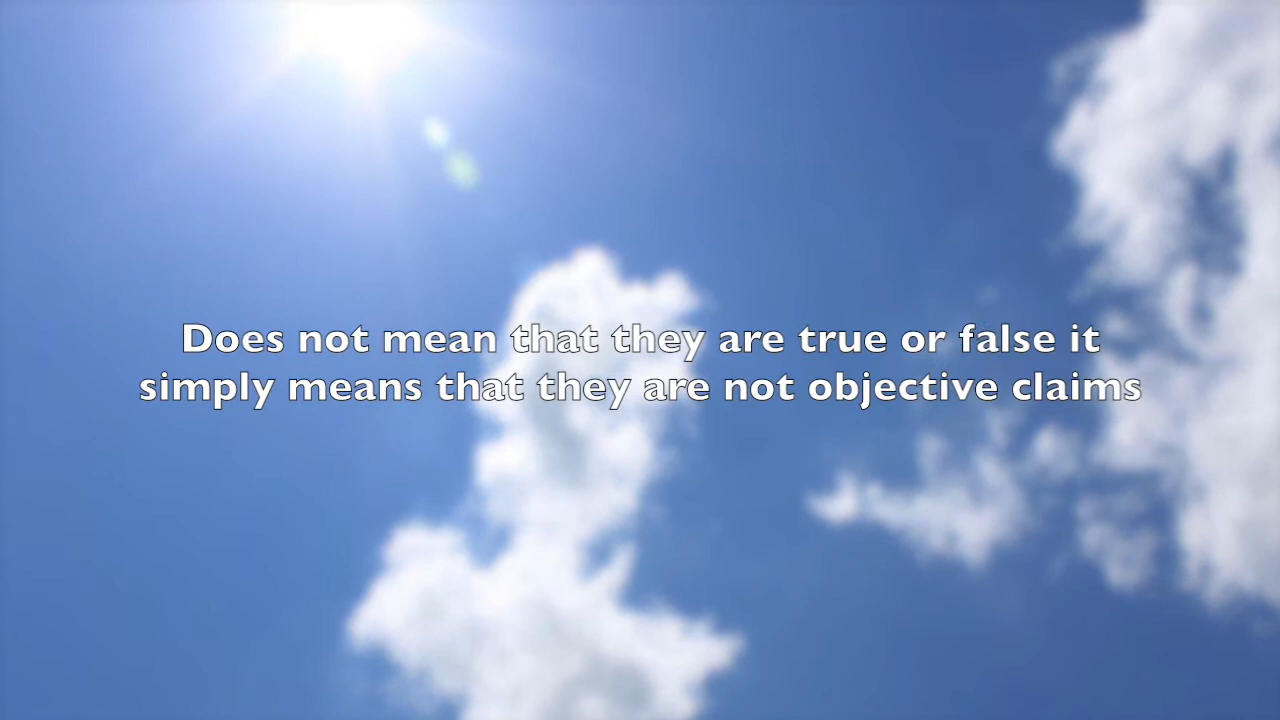 Does not mean that they are true or false it
simply means that they are not objective claims